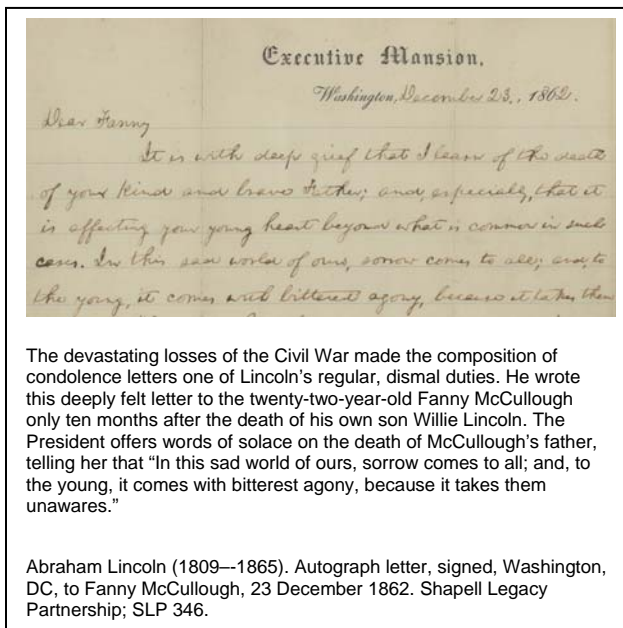 Executive Mansion,
Washington, December 23, 1862.
Dear Fanny
It is with deep grief that I learn of the death
of your kind and brave Father; and, especially, that it
is affecting your young heart beyond what is common in such
cases. In this sad world of ours, sorrow comes to all; and, to
the young, it comes with bitterest agony, because it takes them
The devastating losses of the Civil War made the composition of
condolence letters one of Lincoln's regular, dismal duties. He wrote
this deeply felt letter to the twenty-two-year-old Fanny McCullough
only ten months after the death of his own son Willie Lincoln. The
President offers words of solace on the death of McCullough's father,
telling her that “In this sad world of ours, sorrow comes to all; and, to
the young, it comes with bitterest agony, because it takes them
unawares.”
Abraham Lincoln (1809–-1865). Autograph letter, signed, Washington,
DC, to Fanny McCullough, 23 December 1862. Shapell Legacy
Partnership; SLP 346.